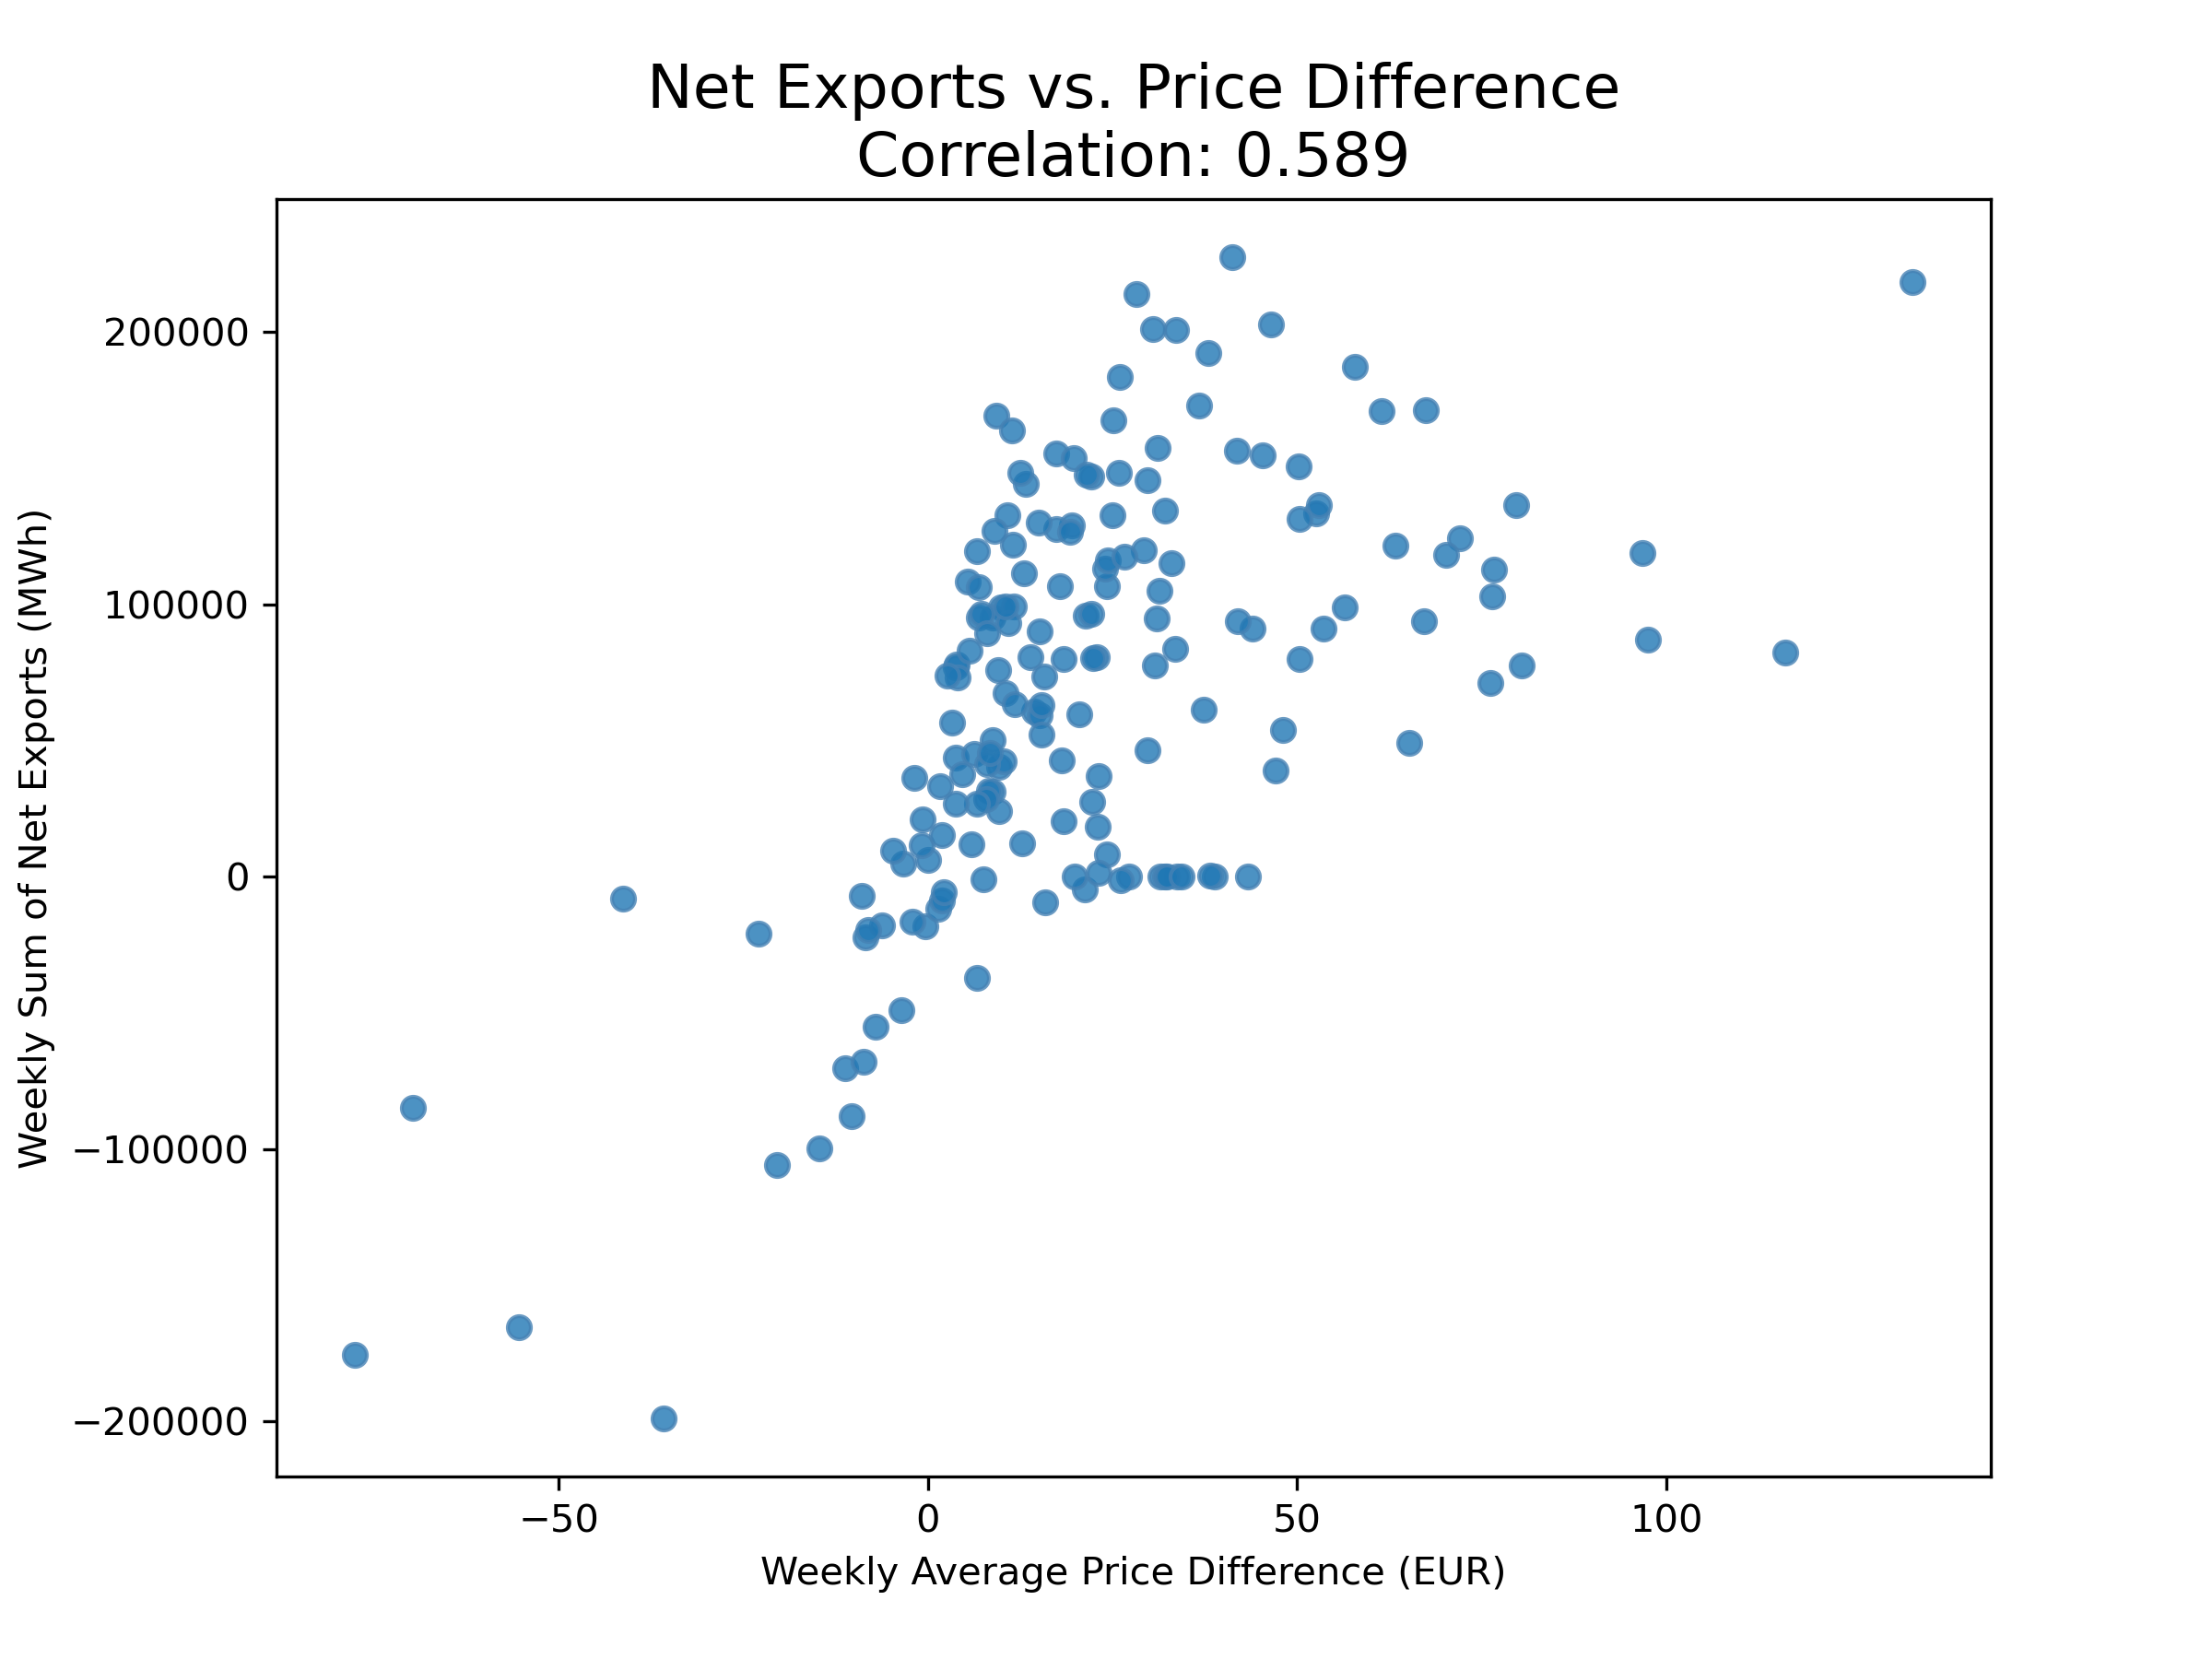 Net Exports vs. Price Difference
Correlation: 0.589
Weekly Sum of Net Exports (MWh)
200000
100000
0
−100000
−200000
−50
0
50
100
Weekly Average Price Difference (EUR)